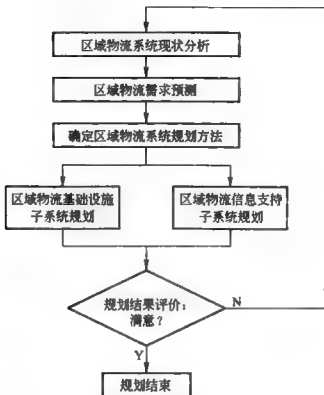 区域物流系统现状分析
区域物流需求预测
确定区域物流系统规划方法
区域物流基础设施
子系统规划
区域物流信息支持
子系统规划
规划结果评价：
满意？
N
Y
规划结束